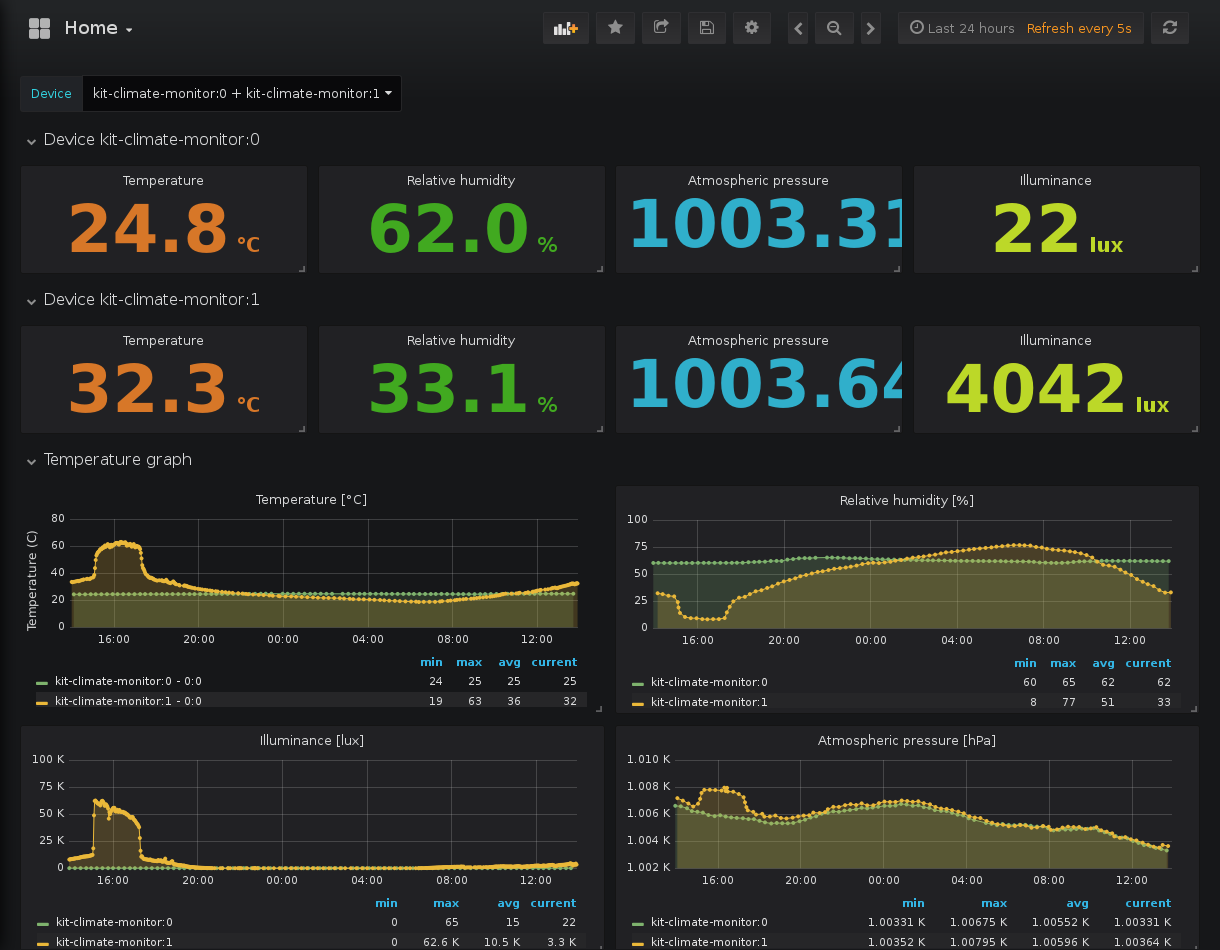 Home
Last 24 hours Refresh every 5s
Device kit-climate-monitor:0 + kit-climate-monitor:1
Device kit-climate-monitor:0
Temperature Relative humidity Atmospheric pressure Illuminance
24.8 °C 62.0 % 1003.31 22 lux
Device kit-climate-monitor:1
Temperature Relative humidity Atmospheric pressure Illuminance
32.3 °C 33.1 % 1003.64 4042 lux
Temperature graph
Temperature [°C]
Temperature (C)
80
60
40
20
0
16:00 20:00 00:00 04:00 08:00 12:00
min max avg current
kit-climate-monitor:0 - 0:0 24 25 25 25
kit-climate-monitor:1 - 0:0 19 63 36 32
Relative humidity [%]
100
75
50
25
0
16:00 20:00 00:00 04:00 08:00 12:00
min max avg current
kit-climate-monitor:0 60 65 62 62
kit-climate-monitor:1 8 77 51 33
Illuminance [lux]
100 K
75 K
50 K
25 K
0
16:00 20:00 00:00 04:00 08:00 12:00
min max avg current
kit-climate-monitor:0 0 65 15 22
kit-climate-monitor:1 0 62.6 K 10.5 K 3.3 K
Atmospheric pressure [hPa]
1.010 K
1.008 K
1.006 K
1.004 K
1.002 K
16:00 20:00 00:00 04:00 08:00 12:00
min max avg current
kit-climate-monitor:0 1.00331 K 1.00675 K 1.00552 K 1.00331 K
kit-climate-monitor:1 1.00352 K 1.00795 K 1.00596 K 1.00364 K